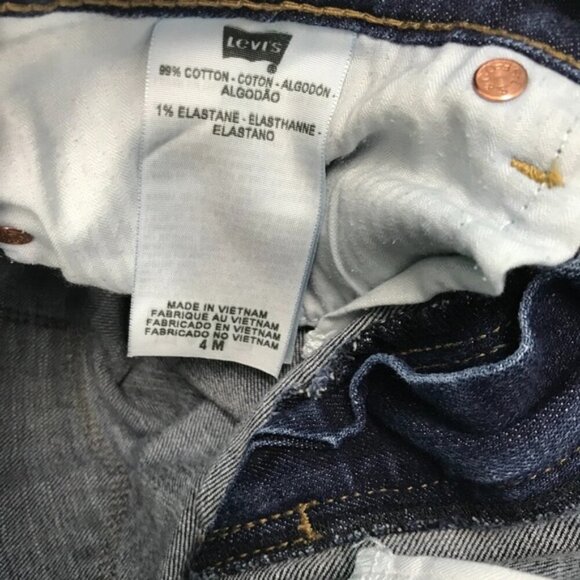 LEVI'S
®
99% COTTON - COTON - ALGODÓN -
ALGODÃO
1% ELASTANE - ÉLASTHANNE -
ELASTANO
MADE IN VIETNAM
FABRIQUE AU VIETNAM
FABRICADO EN VIETNAM
FABRICADO NO VIETNAM
4 M